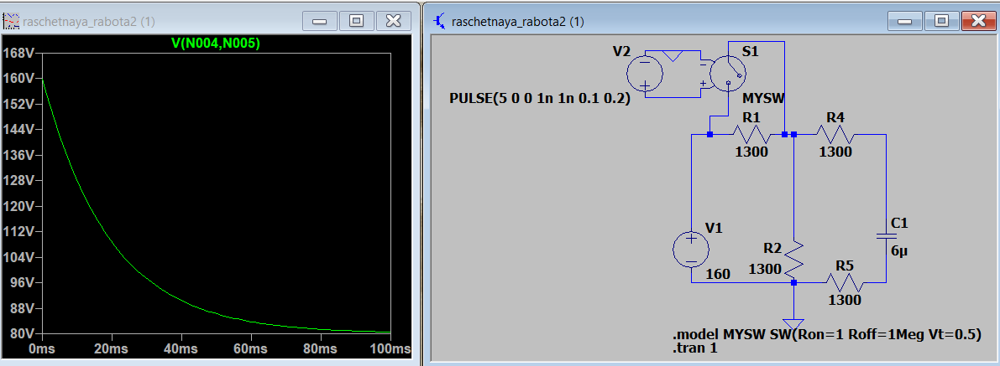 raschetnaya_rabota2 (1)
V(N004,N005)
168V
160V
152V
144V
136V
128V
120V
112V
104V
96V
88V
80V
0ms 20ms 40ms 60ms 80ms 100ms
raschetnaya_rabota2 (1)
V2
S1
PULSE(5 0 0 1n 1n 0.1 0.2)
MYSW
R1
R4
1300
1300
V1
C1
R2
6µ
1300
R5
160
1300
.model MYSW SW(Ron=1 Roff=1Meg Vt=0.5)
.tran 1